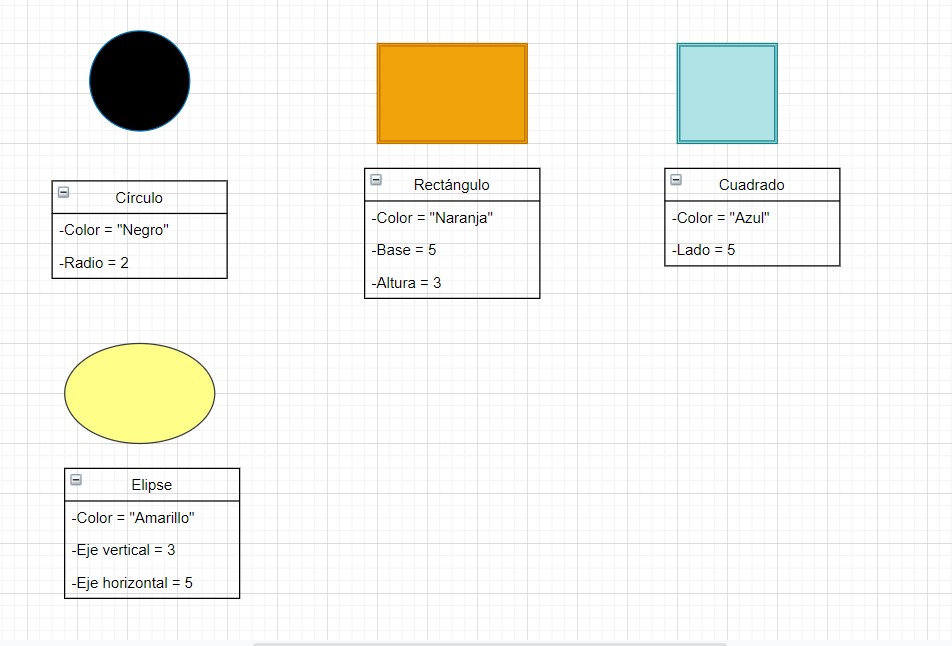 Círculo
-Color = "Negro"
-Radio = 2
Rectángulo
-Color = "Naranja"
-Base = 5
-Altura = 3
Cuadrado
-Color = "Azul"
-Lado = 5
Elipse
-Color = "Amarillo"
-Eje vertical = 3
-Eje horizontal = 5